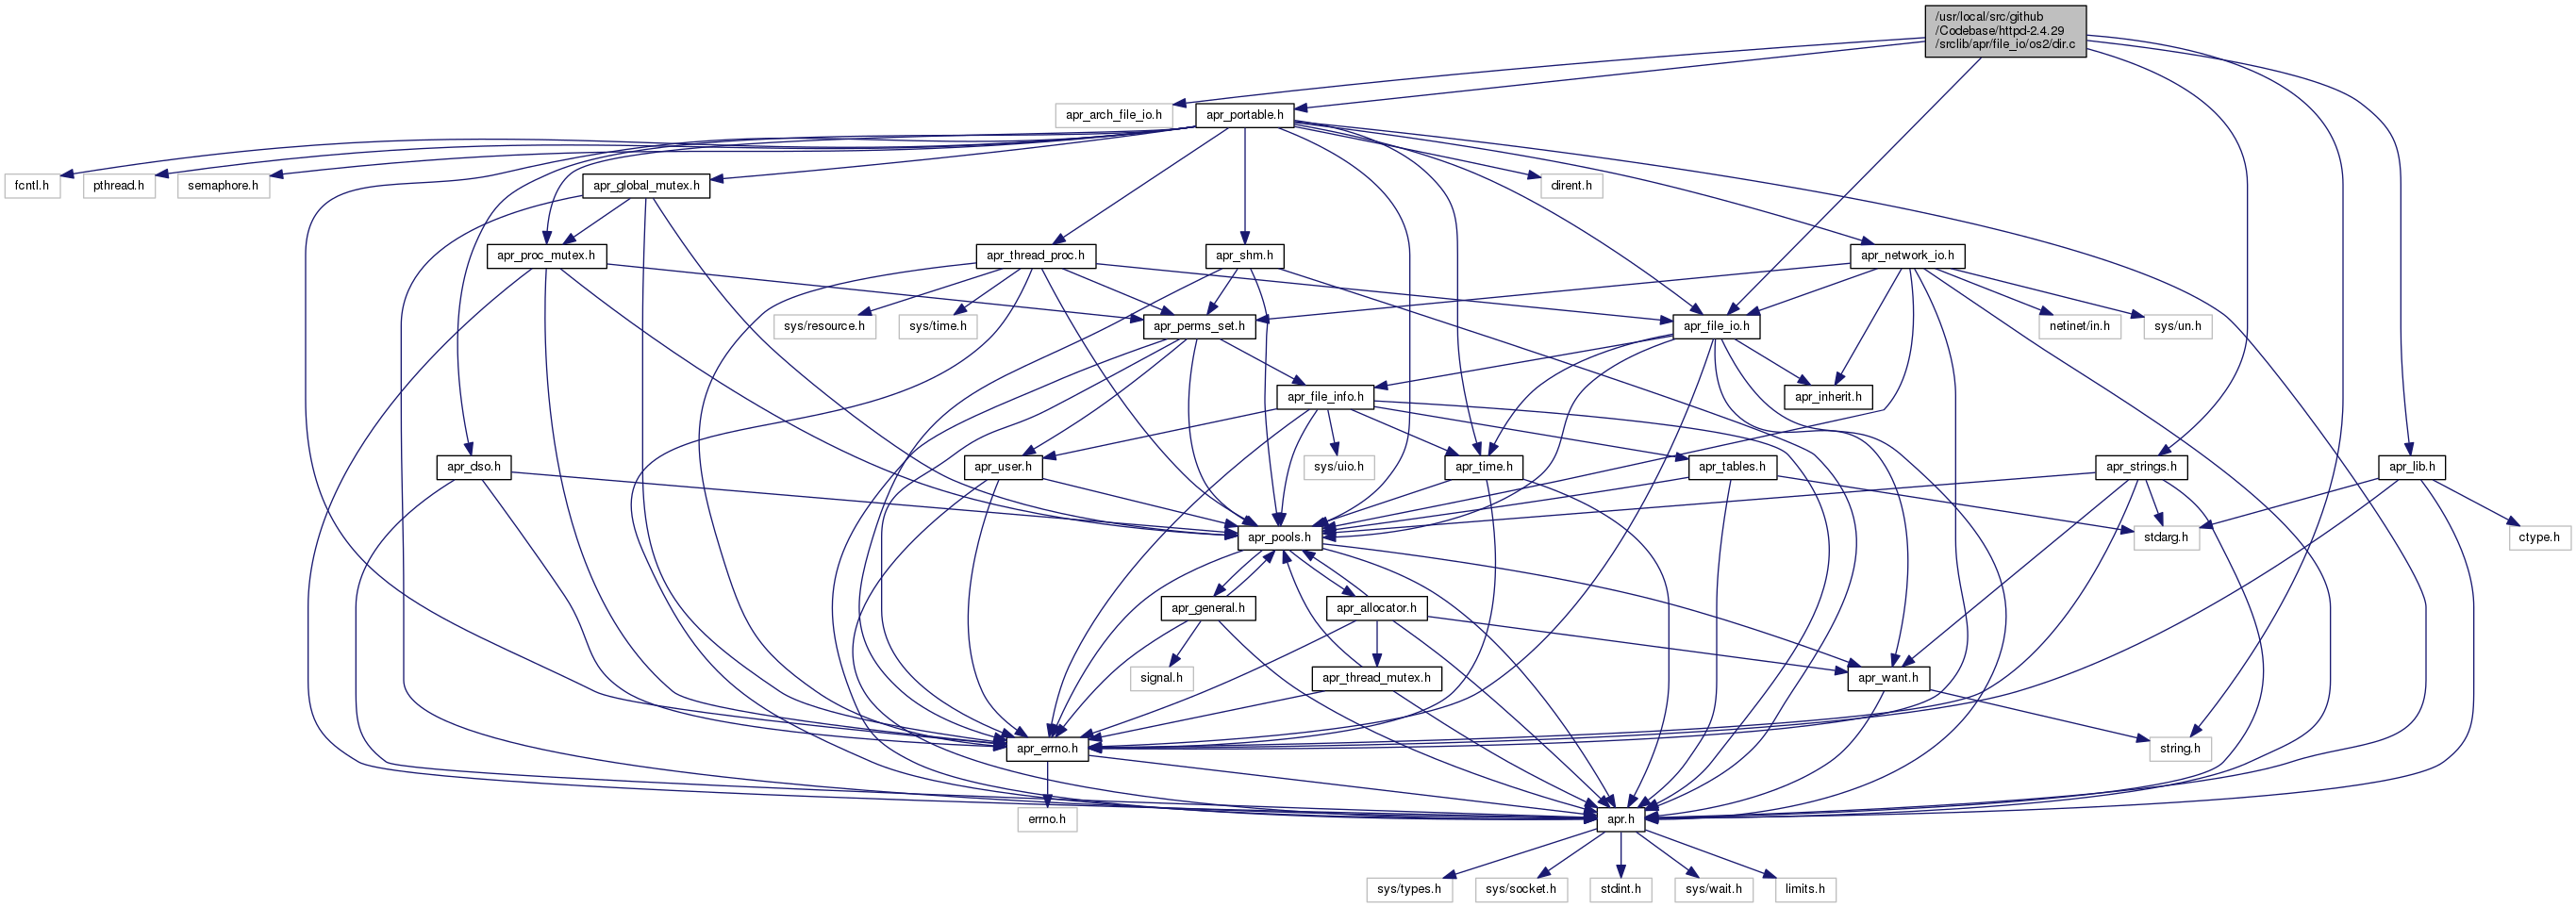 /usr/local/src/github
/Codebase/httpd-2.4.29
/srclib/apr/file_io/os2/dir.c
apr_arch_file_io.h
apr_portable.h
fcntl.h
pthread.h
semaphore.h
apr_global_mutex.h
dirent.h
apr_proc_mutex.h
apr_thread_proc.h
apr_shm.h
apr_network_io.h
sys/resource.h
sys/time.h
apr_perms_set.h
apr_file_io.h
netinet/in.h
sys/un.h
apr_file_info.h
apr_inherit.h
apr_dso.h
apr_user.h
sys/uio.h
apr_time.h
apr_tables.h
apr_strings.h
apr_lib.h
apr_pools.h
stdarg.h
ctype.h
apr_general.h
apr_allocator.h
signal.h
apr_thread_mutex.h
apr_want.h
apr_errno.h
string.h
errno.h
apr.h
sys/types.h
sys/socket.h
stdint.h
sys/wait.h
limits.h